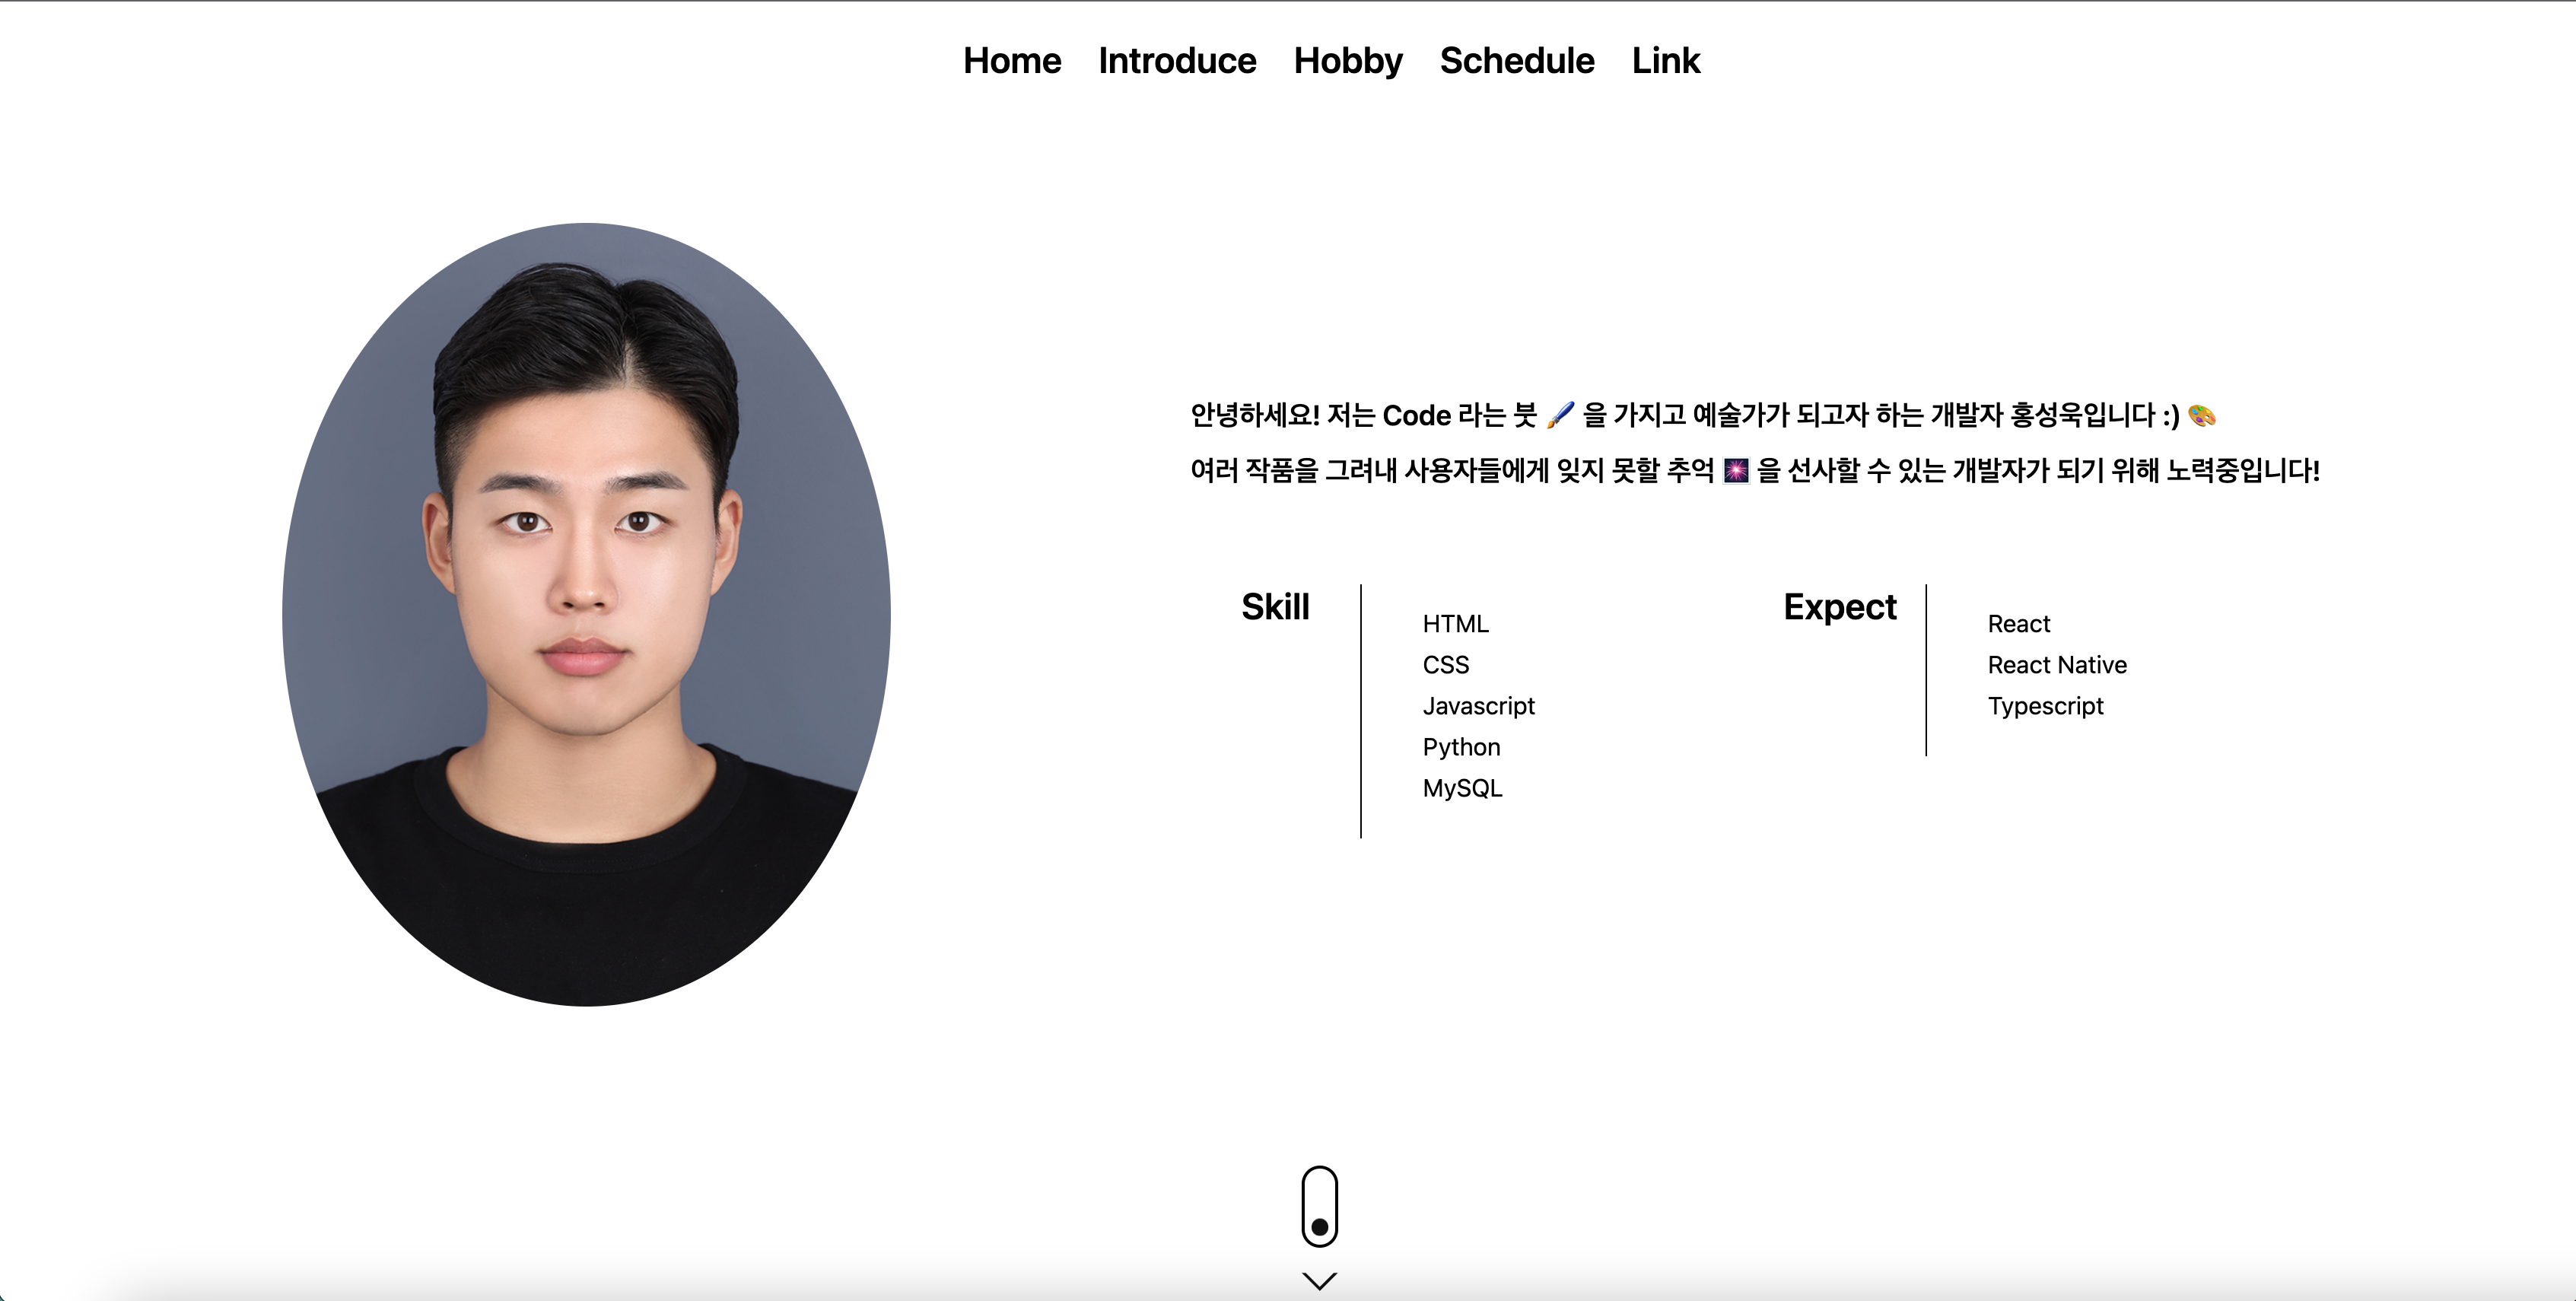 Home Introduce Hobby Schedule Link
안녕하세요! 저는 Code 라는 붓 🖌️ 을 가지고 예술가가 되고자 하는 개발자 홍성욱입니다 :) 🎨
여러 작품을 그려내 사용자들에게 잊지 못할 추억 🎆 을 선사할 수 있는 개발자가 되기 위해 노력중입니다!
Skill
HTML
CSS
Javascript
Python
MySQL
Expect
React
React Native
Typescript